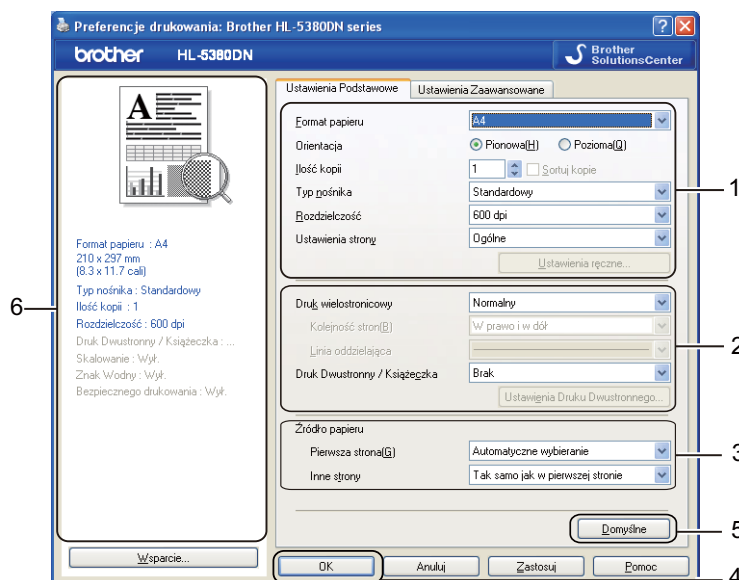 Preferencje drukowania: Brother HL-5380DN series
brother HL-5380DN
Brother
SolutionsCenter
Ustawienia Podstawowe Ustawienia Zaawansowane
A
Format papieru : A4
210 x 297 mm
(8.3 x 11.7 cali)
Typ nośnika : Standardowy
Ilość kopii : 1
Rozdzielczość : 600 dpi
Druk Dwustronny / Książeczka : ...
Skalowanie : Wył.
Znak Wodny : Wył.
Bezpiecznego drukowania : Wył.
6
Wsparcie...
Format papieru A4
Orientacja Pionowa(H) Pozioma(Q)
Ilość kopii 1 Sortuj kopie
Typ nośnika Standardowy
1
Rozdzielczość 600 dpi
Ustawienia strony Ogólne
Ustawienia ręczne...
Druk wielostronicowy Normalny
Kolejność stron(B) W prawo i w dół
Linia oddzielająca
2
Druk Dwustronny / Książeczka Brak
Ustawienia Druku Dwustronnego...
Źródło papieru
Pierwsza strona(G) Automatyczne wybieranie
3
Inne strony Tak samo jak w pierwszej stronie
Domyślne
5
OK Anuluj Zastosuj Pomoc
4